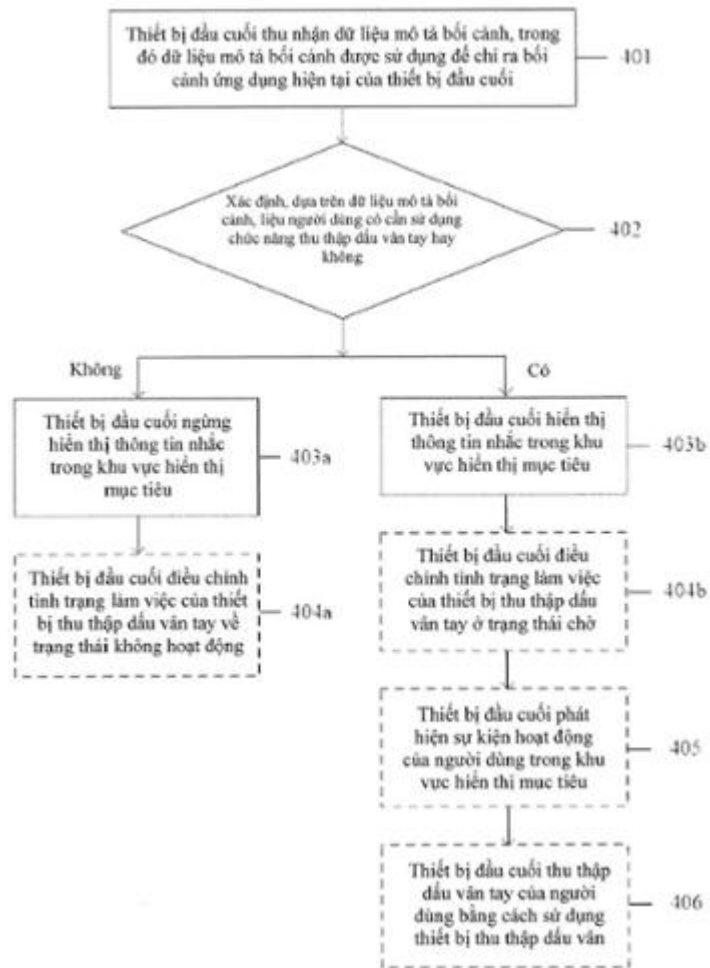 Thiết bị đầu cuối thu nhận dữ liệu mô tả bối cảnh, trong
đó dữ liệu mô tả bối cảnh được sử dụng để chỉ ra bối
cảnh ứng dụng hiện tại của thiết bị đầu cuối
401
Xác định, dựa trên dữ liệu mô tả bối
cảnh, liệu người dùng có cần sử dụng
chức năng thu thập dấu vân tay hay
không
402
Không
Có
Thiết bị đầu cuối ngừng
hiển thị thông tin nhắc
trong khu vực hiển thị
mục tiêu
403a
Thiết bị đầu cuối hiển thị
thông tin nhắc trong khu
vực hiển thị mục tiêu
403b
Thiết bị đầu cuối điều chỉnh
tình trạng làm việc của thiết
bị thu thập dấu vân tay về
trạng thái không hoạt động
404a
Thiết bị đầu cuối điều
chỉnh tình trạng làm việc
của thiết bị thu thập dấu
vân tay ở trạng thái chờ
404b
Thiết bị đầu cuối phát
hiện sự kiện hoạt động
của người dùng trong khu
vực hiển thị mục tiêu
405
Thiết bị đầu cuối thu thập
dấu vân tay của người
dùng bằng cách sử dụng
thiết bị thu thập dấu vân
406